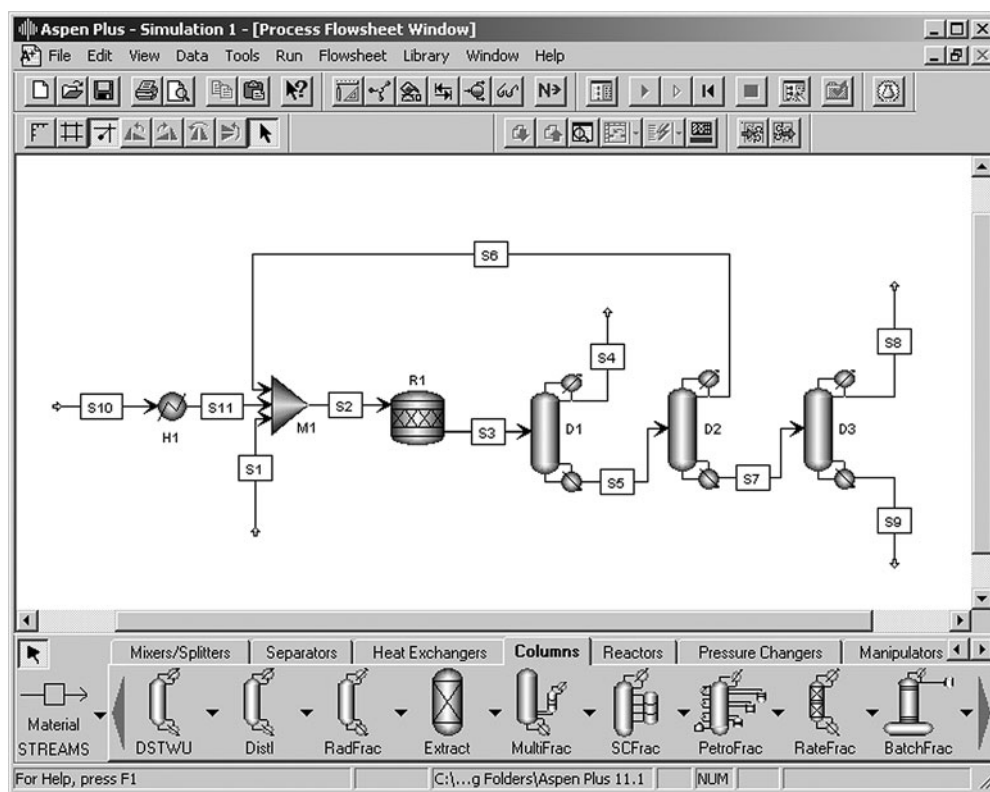 Aspen Plus - Simulation 1 - [Process Flowsheet Window]
File Edit View Data Tools Run Flowsheet Library Window Help
N>
S6
S8
S4
R1
S10 S11 S2
H1 M1 S3 D1 D2 D3
S1
S5 S7
S9
Mixers/Splitters Separators Heat Exchangers Columns Reactors Pressure Changers Manipulators
Material
STREAMS DSTWU Distl RadFrac Extract MultiFrac SCFrac PetroFrac RateFrac BatchFrac
For Help, press F1 C:\...g Folders\Aspen Plus 11.1 NUM